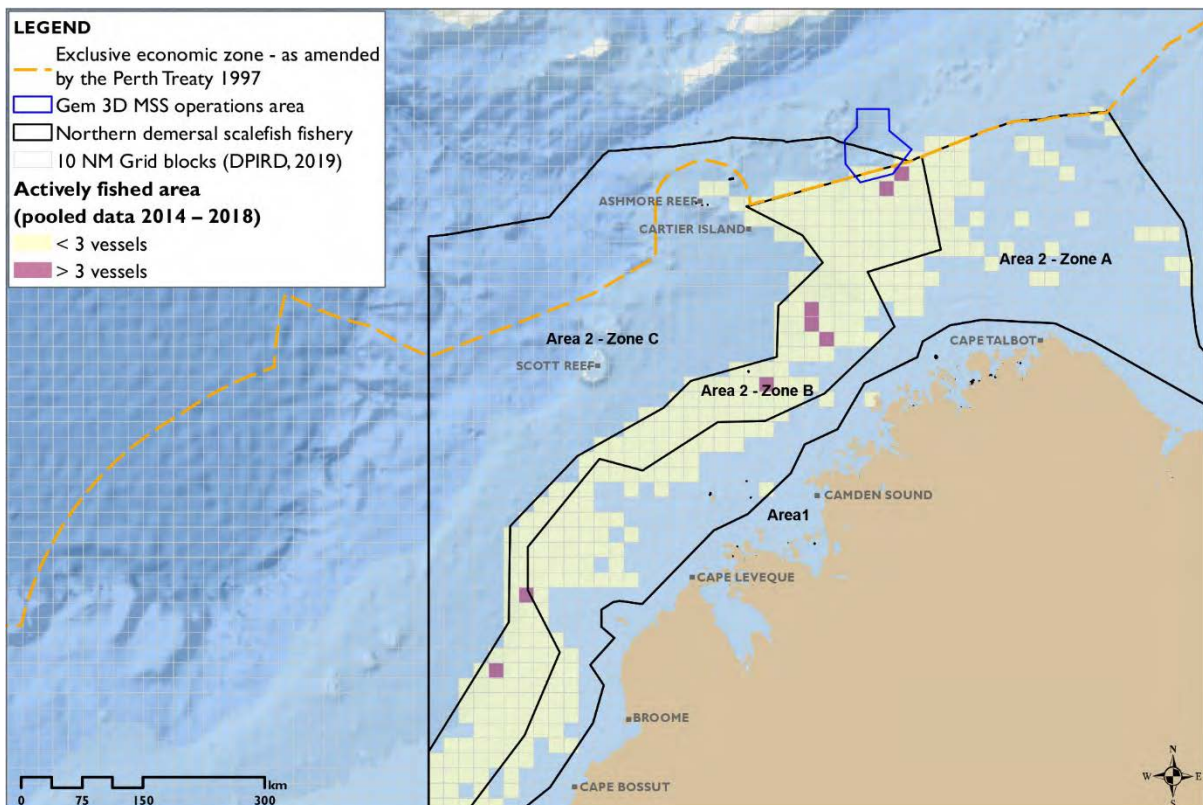 LEGEND
Exclusive economic zone - as amended
by the Perth Treaty 1997
Gem 3D MSS operations area
Northern demersal scalefish fishery
10 NM Grid blocks (DPIRD, 2019)
Actively fished area
(pooled data 2014 – 2018)
< 3 vessels
> 3 vessels
ASHMORE REEF
CARTIER ISLAND
Area 2 - Zone A
Area 2 - Zone C
CAPE TALBOT
SCOTT REEF
Area 2 - Zone B
CAMDEN SOUND
Area1
CAPE LEVEQUE
BROOME
CAPE BOSSUT
km
0 75 150 300
N
W E
S